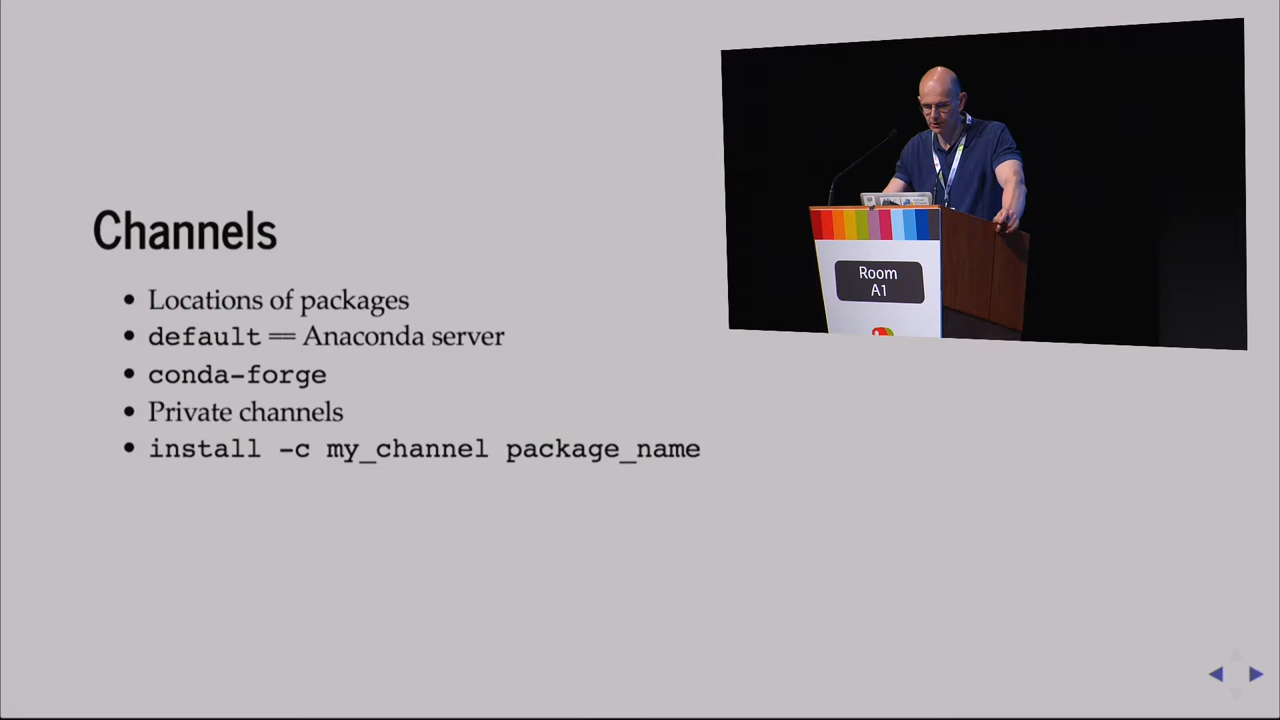 Channels
• Locations of packages
• default == Anaconda server
• conda-forge
• Private channels
• install -c my_channel package_name
Room
A1